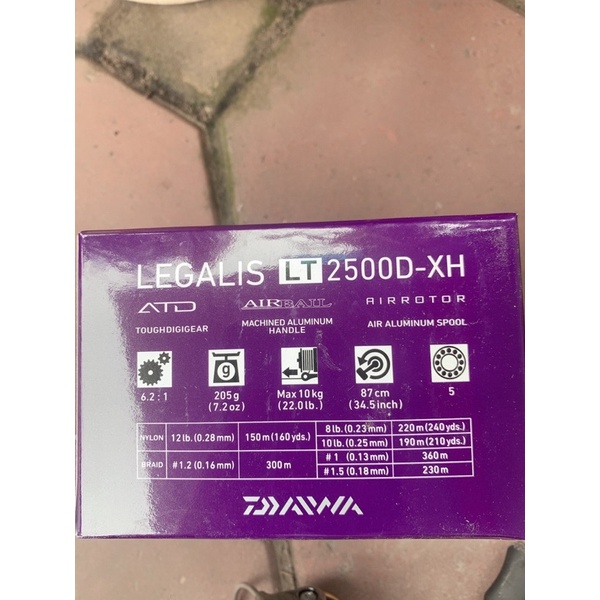 LEGALIS LT 2500D-XH
ATD AIRBAIL AIRROTOR
TOUGHDIGIGEAR MACHINED ALUMINUM HANDLE AIR ALUMINUM SPOOL
g
6.2 : 1 205g (7.2 oz) Max 10 kg (22.0 lb.) 87 cm (34.5 inch) 5
NYLON 12 lb. (0.28 mm) 150 m (160 yds.) 8 lb. (0.23 mm) 220 m (240 yds.)
10 lb. (0.25 mm) 190 m (210 yds.)
BRAID #1.2 (0.16 mm) 300 m #1 (0.13 mm) 360 m
#1.5 (0.18 mm) 230 m
DAIWA